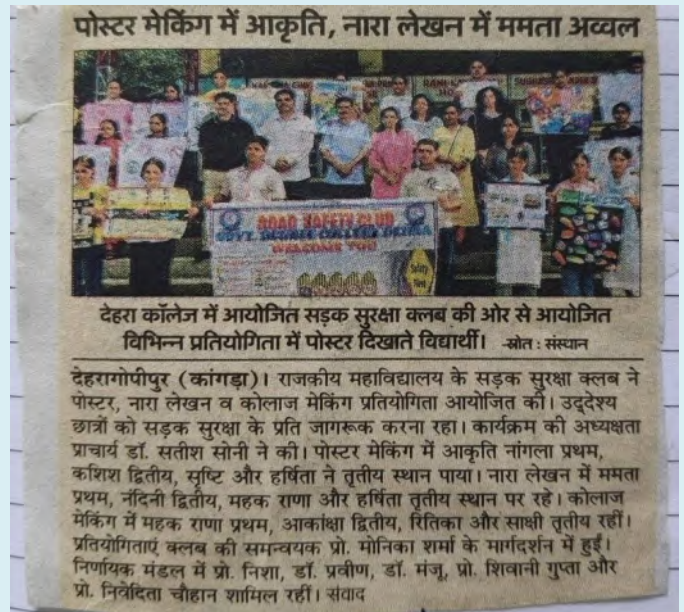 पोस्टर मेकिंग में आकृति, नारा लेखन में ममता अव्वल
ROAD SAFETY CLUB
GOVT. DEGREE COLLEGE DEHRA
WELCOME YOU
Safety
First
देहरा कॉलेज में आयोजित सड़क सुरक्षा क्लब की ओर से आयोजित
विभिन्न प्रतियोगिता में पोस्टर दिखाते विद्यार्थी। -स्रोत : संस्थान
देहरागोपीपुर (कांगड़ा)। राजकीय महाविद्यालय के सड़क सुरक्षा क्लब ने
पोस्टर, नारा लेखन व कोलाज मेकिंग प्रतियोगिता आयोजित की। उद्देश्य
छात्रों को सड़क सुरक्षा के प्रति जागरूक करना रहा। कार्यक्रम की अध्यक्षता
प्राचार्य डॉ. सतीश सोनी ने की। पोस्टर मेकिंग में आकृति नांगला प्रथम,
कशिश द्वितीय, सृष्टि और हर्षिता ने तृतीय स्थान पाया। नारा लेखन में ममता
प्रथम, नंदिनी द्वितीय, महक राणा और हर्षिता तृतीय स्थान पर रहे। कोलाज
मेकिंग में महक राणा प्रथम, आकांक्षा द्वितीय, रितिका और साक्षी तृतीय रहीं।
प्रतियोगिताएं क्लब की समन्वयक प्रो. मोनिका शर्मा के मार्गदर्शन में हुईं।
निर्णायक मंडल में प्रो. निशा, डॉ. प्रवीण, डॉ. मंजू, प्रो. शिवानी गुप्ता और
प्रो. निवेदिता चौहान शामिल रहीं। संवाद